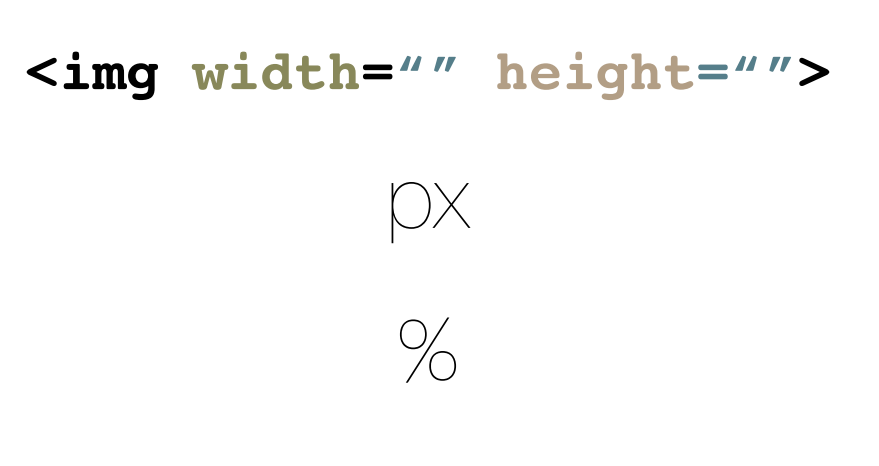 <img width=“” height=“”>
px
%